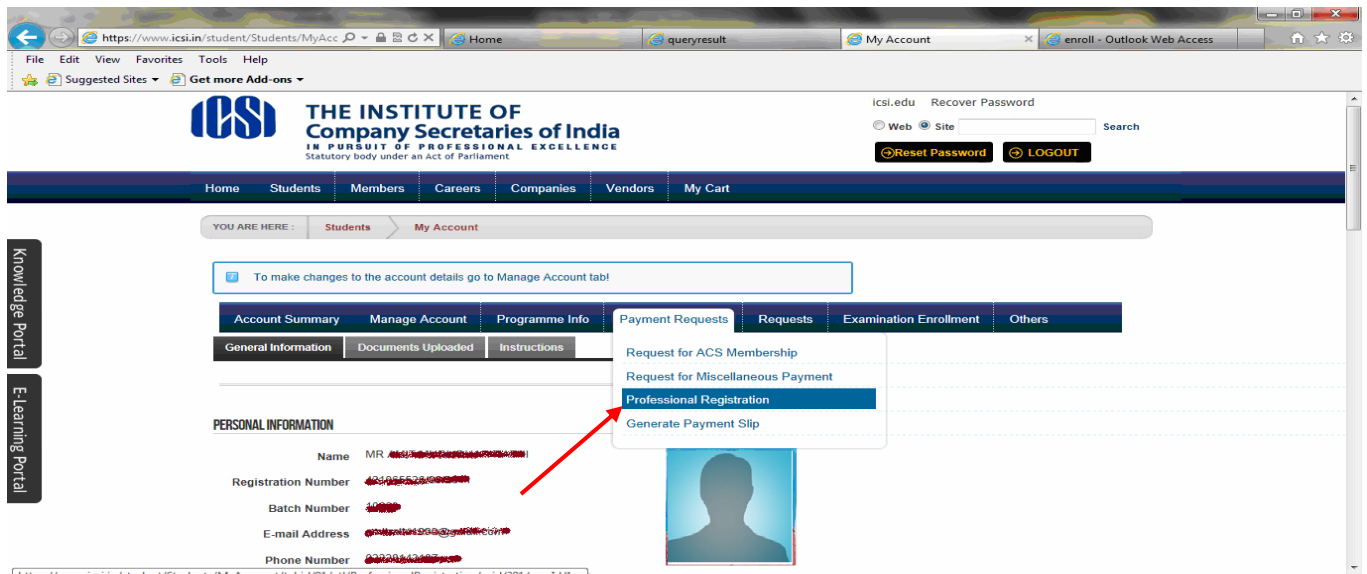 https://www.icsi.in/student/Students/MyAcc
Home
queryresult
My Account
enroll - Outlook Web Access
File Edit View Favorites Tools Help
Suggested Sites Get more Add-ons
ICSI
THE INSTITUTE OF
Company Secretaries of India
IN PURSUIT OF PROFESSIONAL EXCELLENCE
Statutory body under an Act of Parliament
icsi.edu Recover Password
Web Site Search
Reset Password LOGOUT
Home Students Members Careers Companies Vendors My Cart
YOU ARE HERE : Students My Account
Knowledge Portal
E-Learning Portal
To make changes to the account details go to Manage Account tab!
Account Summary Manage Account Programme Info Payment Requests Requests Examination Enrollment Others
General Information Documents Uploaded Instructions
Request for ACS Membership
Request for Miscellaneous Payment
Professional Registration
Generate Payment Slip
PERSONAL INFORMATION
Name MR
Registration Number
Batch Number
E-mail Address
Phone Number